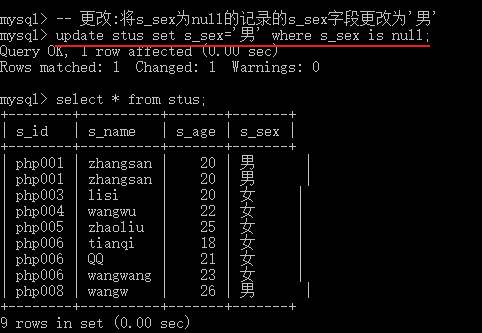 mysql> -- 更改:将s_sex为null的记录的s_sex字段更改为'男'
mysql> update stus set s_sex='男' where s_sex is null;
Query OK, 1 row affected (0.00 sec)
Rows matched: 1  Changed: 1  Warnings: 0
mysql> select * from stus;
+--------+----------+-------+-------+
| s_id   | s_name   | s_age | s_sex |
+--------+----------+-------+-------+
| php001 | zhangsan |    20 | 男    |
| php001 | zhangsan |    20 | 男    |
| php003 | lisi     |    20 | 女    |
| php004 | wangwu   |    22 | 女    |
| php005 | zhaoliu  |    25 | 女    |
| php006 | tianqi   |    18 | 女    |
| php006 | QQ       |    21 | 女    |
| php006 | wangwang |    23 | 女    |
| php008 | wangw    |    26 | 男    |
+--------+----------+-------+-------+
9 rows in set (0.00 sec)